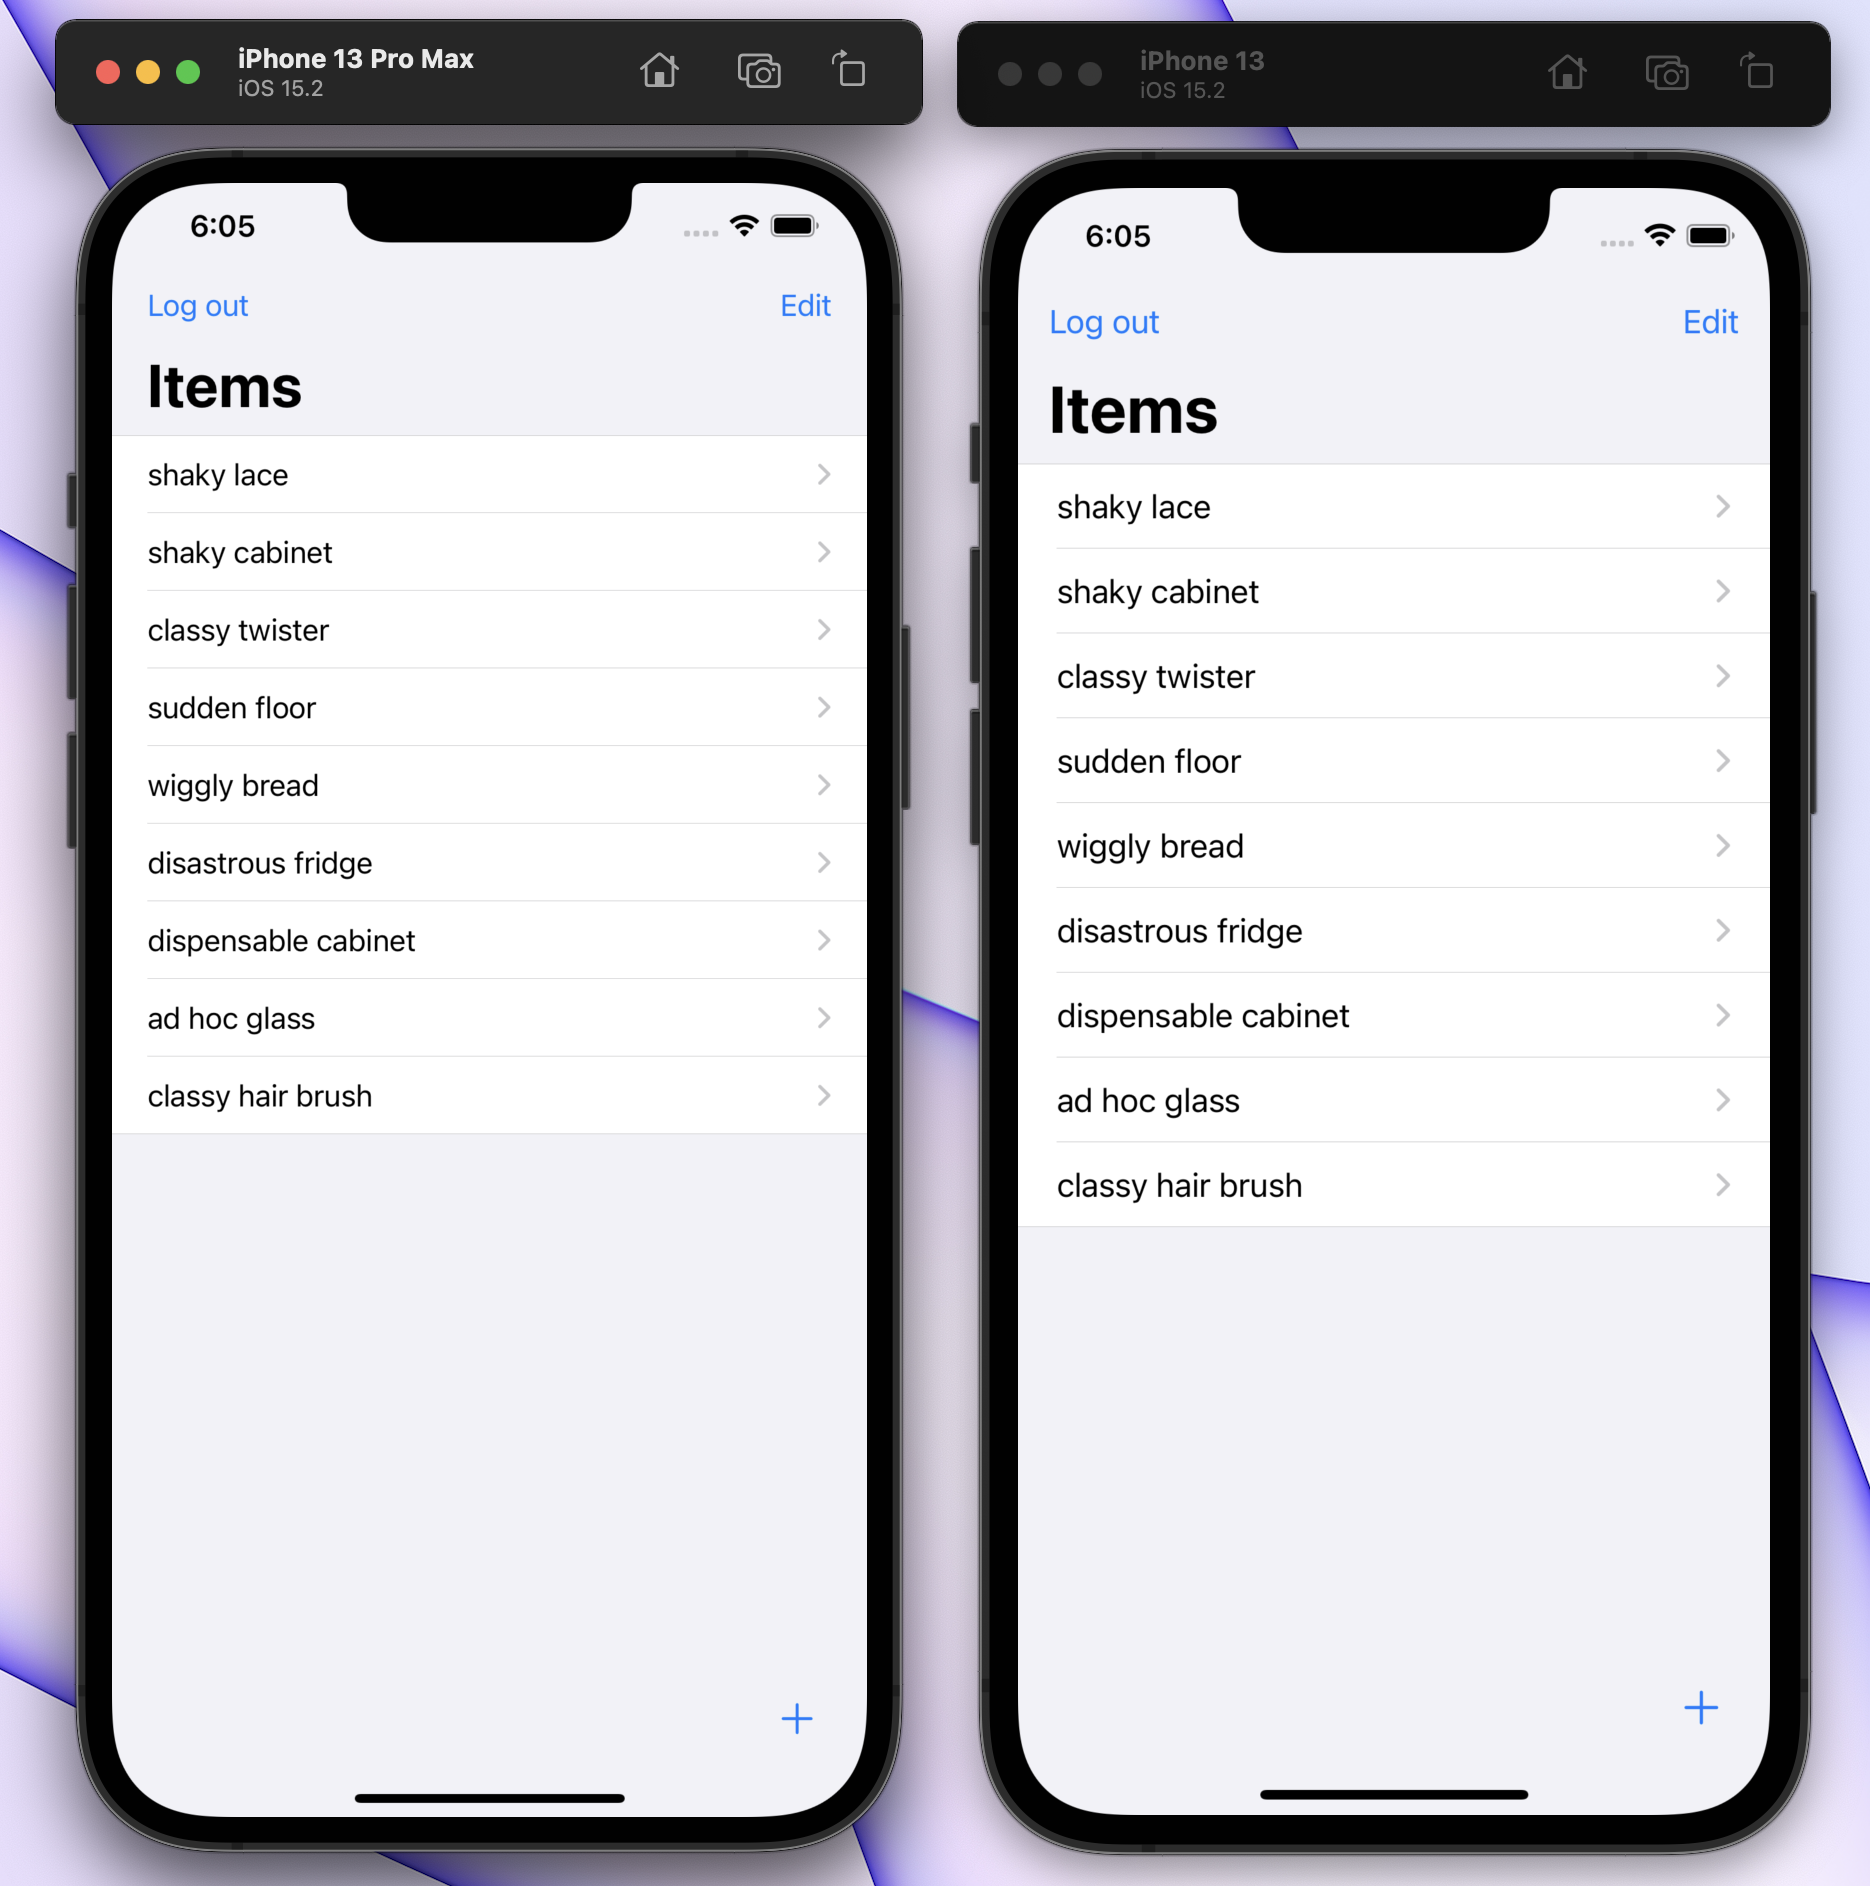 iPhone 13 Pro Max
iOS 15.2
6:05
Log out
Edit
Items
shaky lace
shaky cabinet
classy twister
sudden floor
wiggly bread
disastrous fridge
dispensable cabinet
ad hoc glass
classy hair brush
iPhone 13
iOS 15.2
6:05
Log out
Edit
Items
shaky lace
shaky cabinet
classy twister
sudden floor
wiggly bread
disastrous fridge
dispensable cabinet
ad hoc glass
classy hair brush